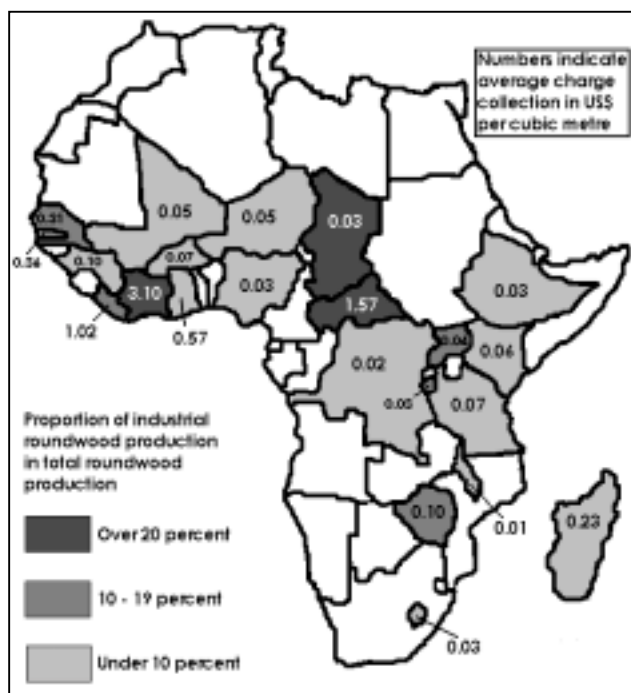 Numbers indicate
average charge
collection in US$
per cubic metre
0.05
0.05
0.03
0.10
0.07
3.10
0.03
0.03
1.57
1.02
0.57
0.02
0.04
0.06
0.07
Proportion of industrial
roundwood production
in total roundwood
production
Over 20 percent
0.10
0.01
0.23
10 - 19 percent
0.03
Under 10 percent